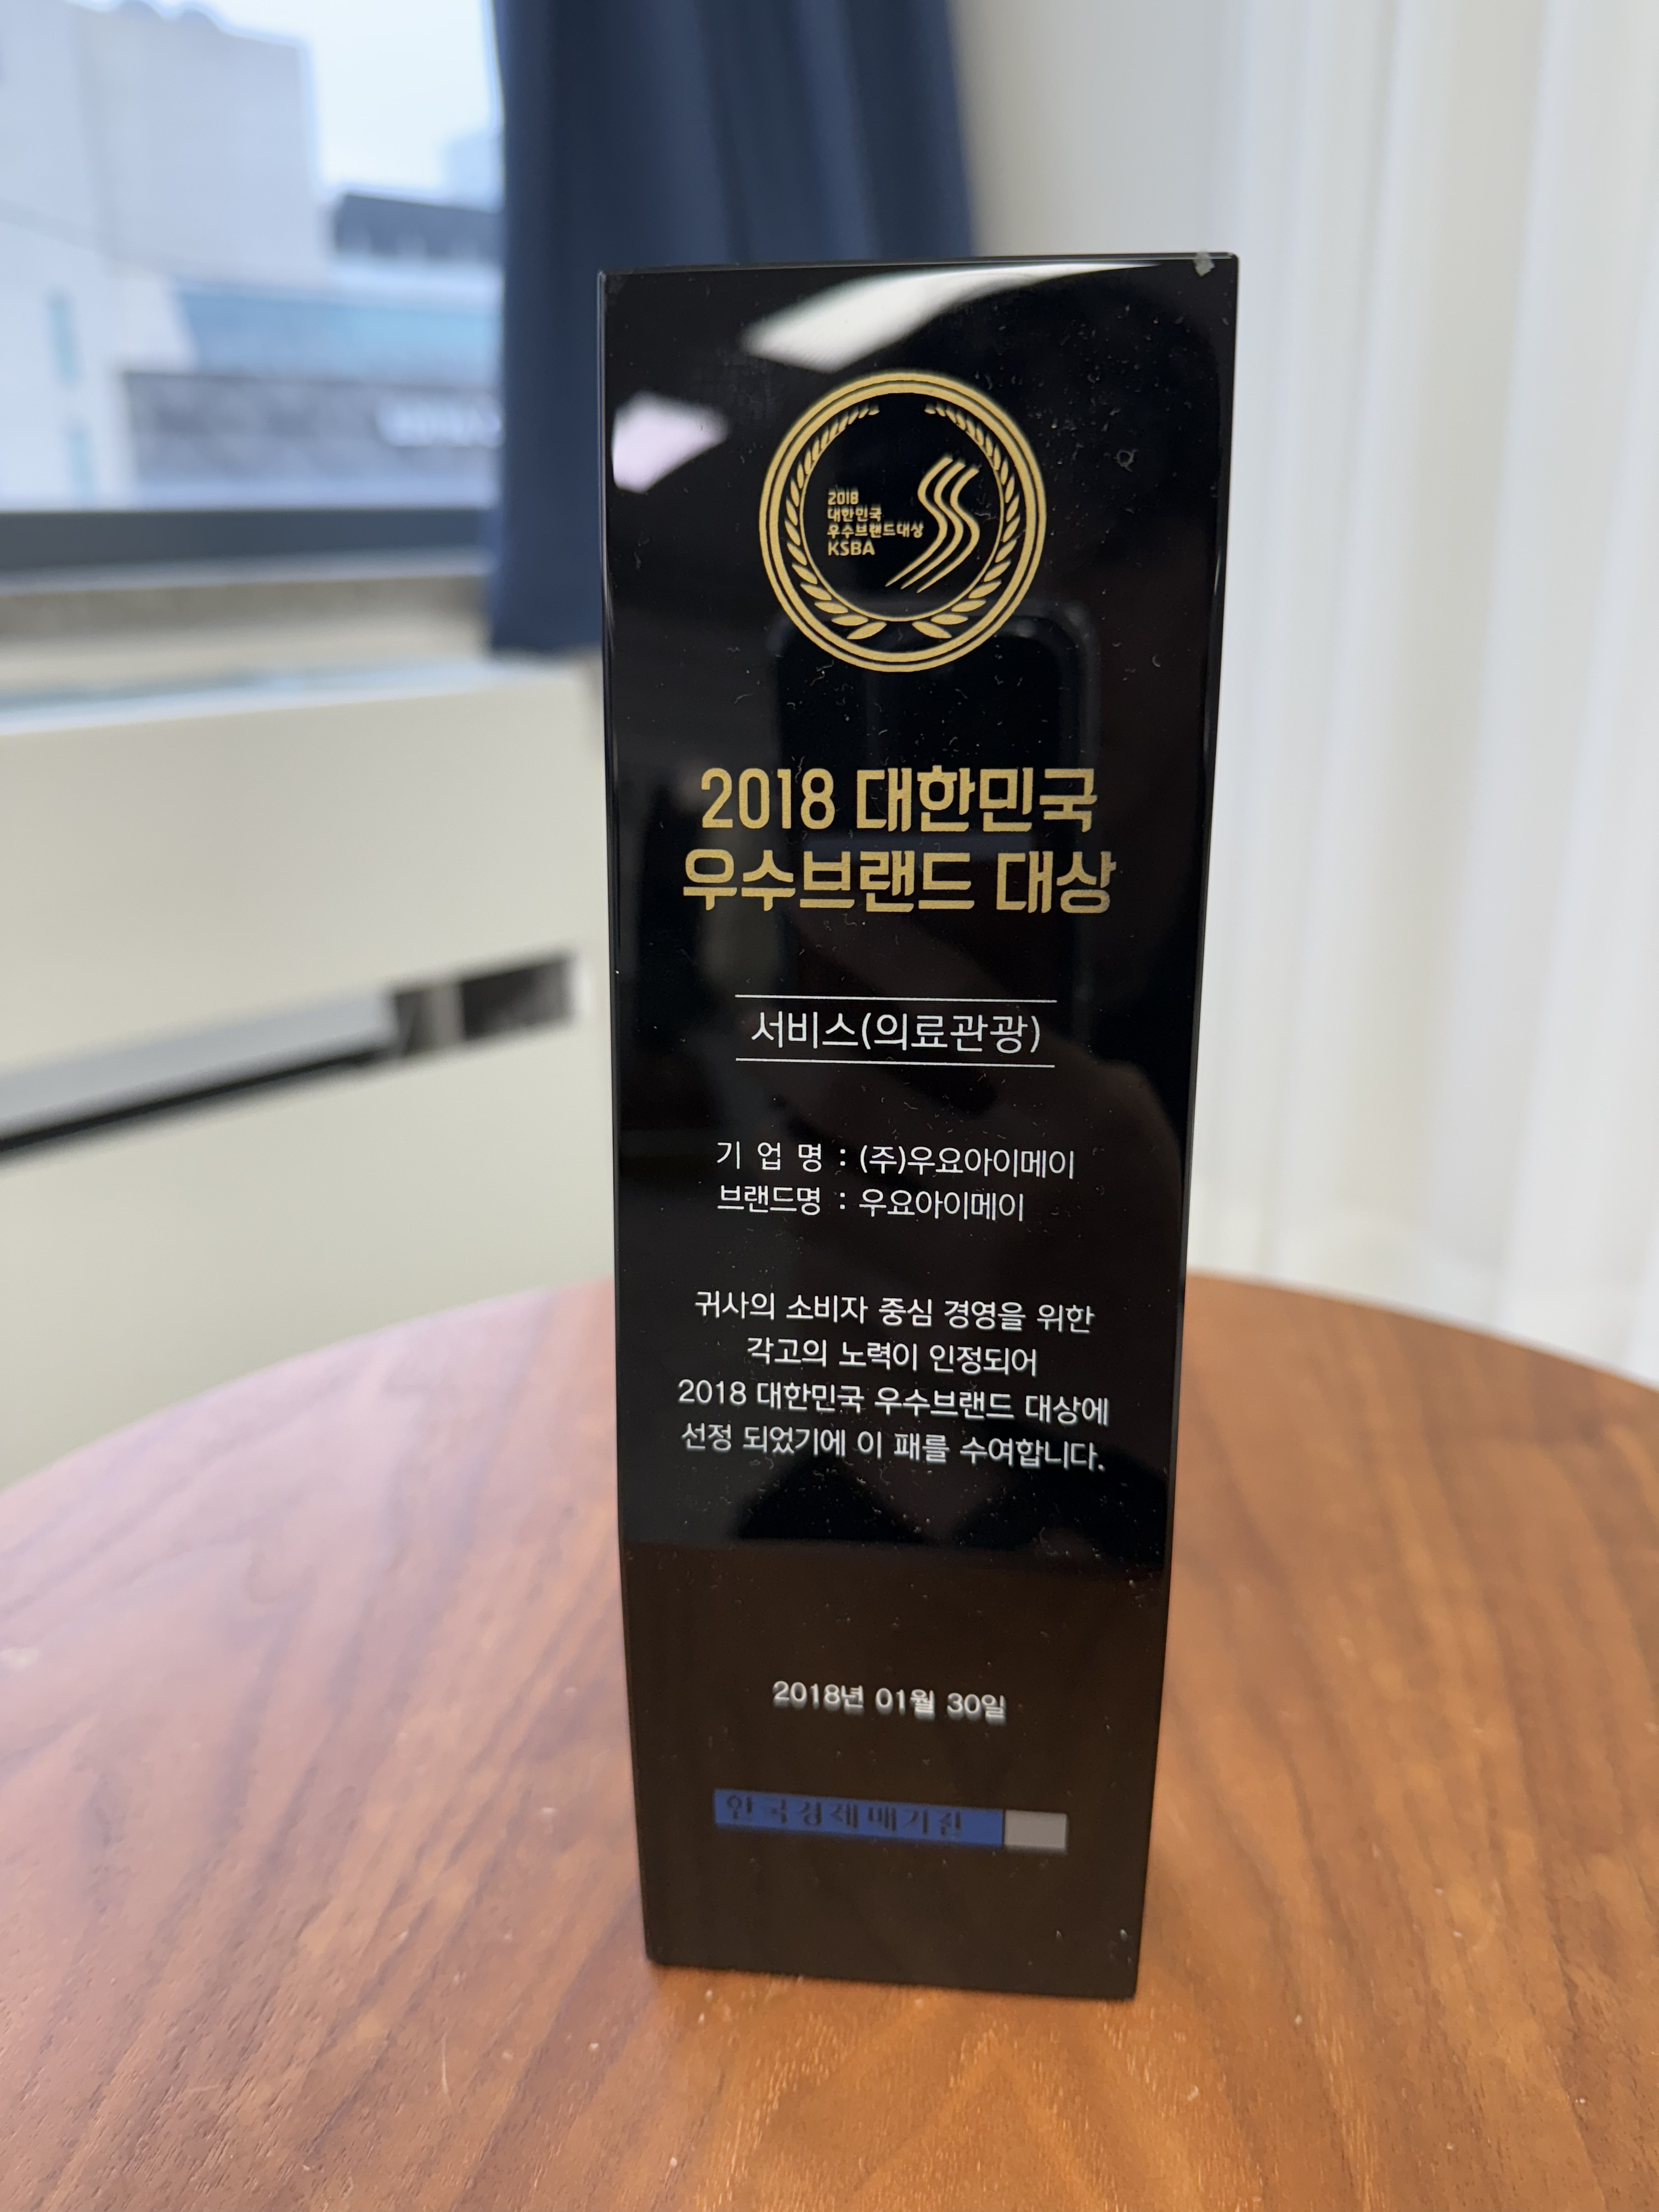 2018
대한민국
우수브랜드대상
KSBA
2018 대한민국
우수브랜드 대상
서비스(의료관광)
기 업 명 : (주)우요아이메이
브랜드명 : 우요아이메이
귀사의 소비자 중심 경영을 위한
각고의 노력이 인정되어
2018 대한민국 우수브랜드 대상에
선정 되었기에 이 패를 수여합니다.
2018년 01월 30일